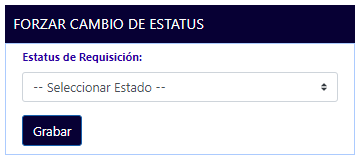 FORZAR CAMBIO DE ESTATUS
Estatus de Requisición:
-- Seleccionar Estado --
Grabar